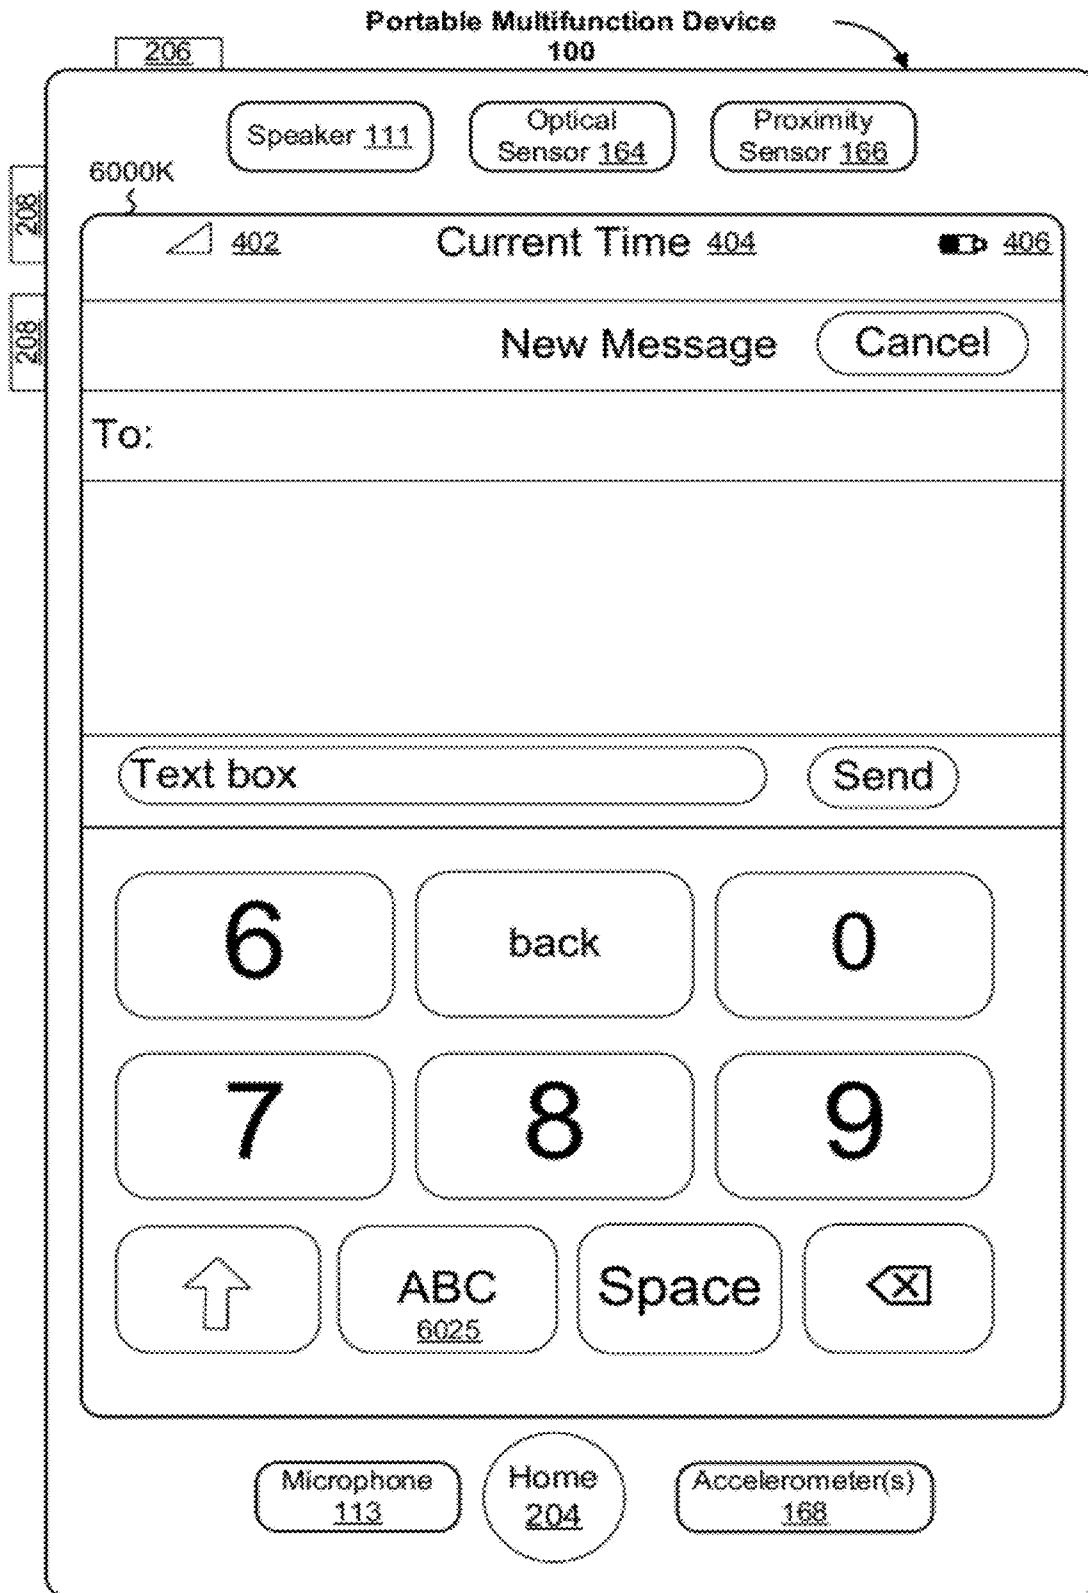 Portable Multifunction Device
100
206
Speaker 111
Optical
Sensor 164
Proximity
Sensor 166
6000K
208
402
Current Time 404
406
208
New Message
Cancel
To:
Text box
Send
6
back
0
7
8
9
ABC
6025
Space
Microphone
113
Home
204
Accelerometer(s)
168